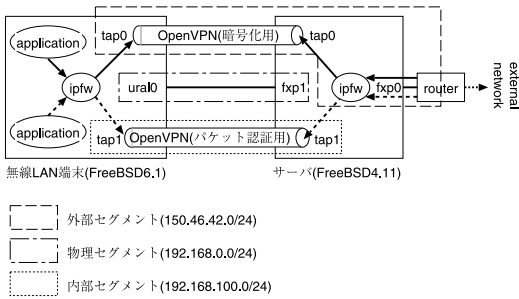 tap0
OpenVPN(暗号化用)
tap0
application
ipfw
ural0
fxp1
ipfw
fxp0
router
external network
application
tap1
OpenVPN(パケット認証用)
tap1
無線LAN端末(FreeBSD6.1)
サーバ(FreeBSD4.11)
外部セグメント(150.46.42.0/24)
物理セグメント(192.168.0.0/24)
内部セグメント(192.168.100.0/24)